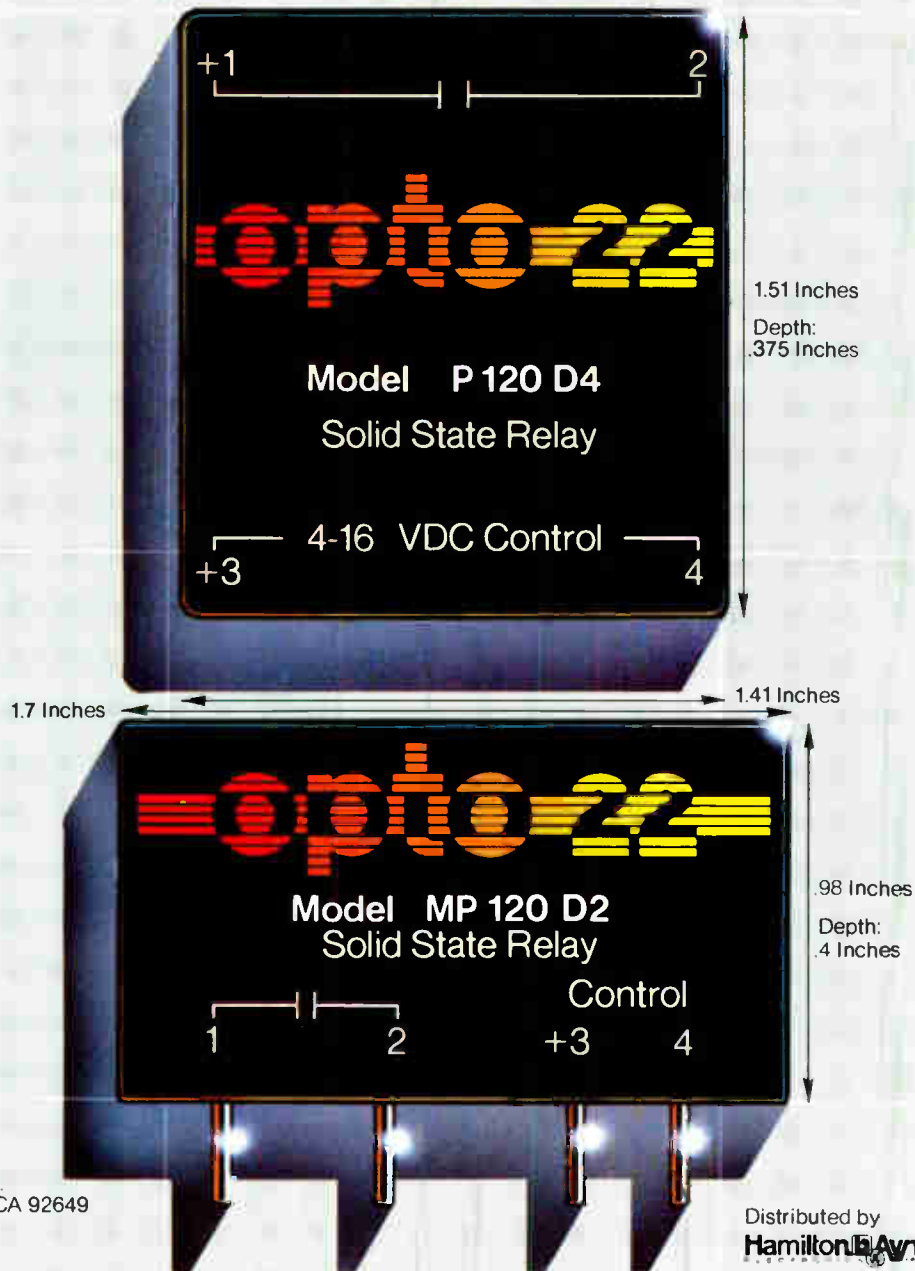 +1 2
opto 22
Model P 120 D4
Solid State Relay
4-16 VDC Control
+3 4
1.51 Inches
Depth:
.375 Inches
1.7 Inches
1.41 Inches
opto 22
Model MP 120 D2
Solid State Relay
Control
1 2 +3 4
.98 Inches
Depth:
.4 Inches
CA 92649
Distributed by
Hamilton Avn